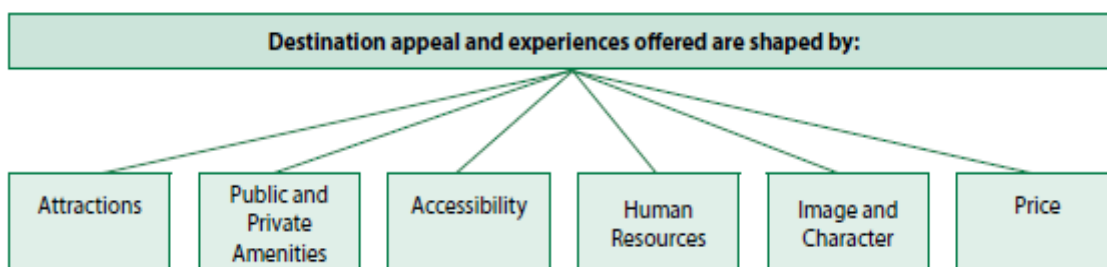 Destination appeal and experiences offered are shaped by:
Attractions
Public and
Private
Amenities
Accessibility
Human
Resources
Image and
Character
Price